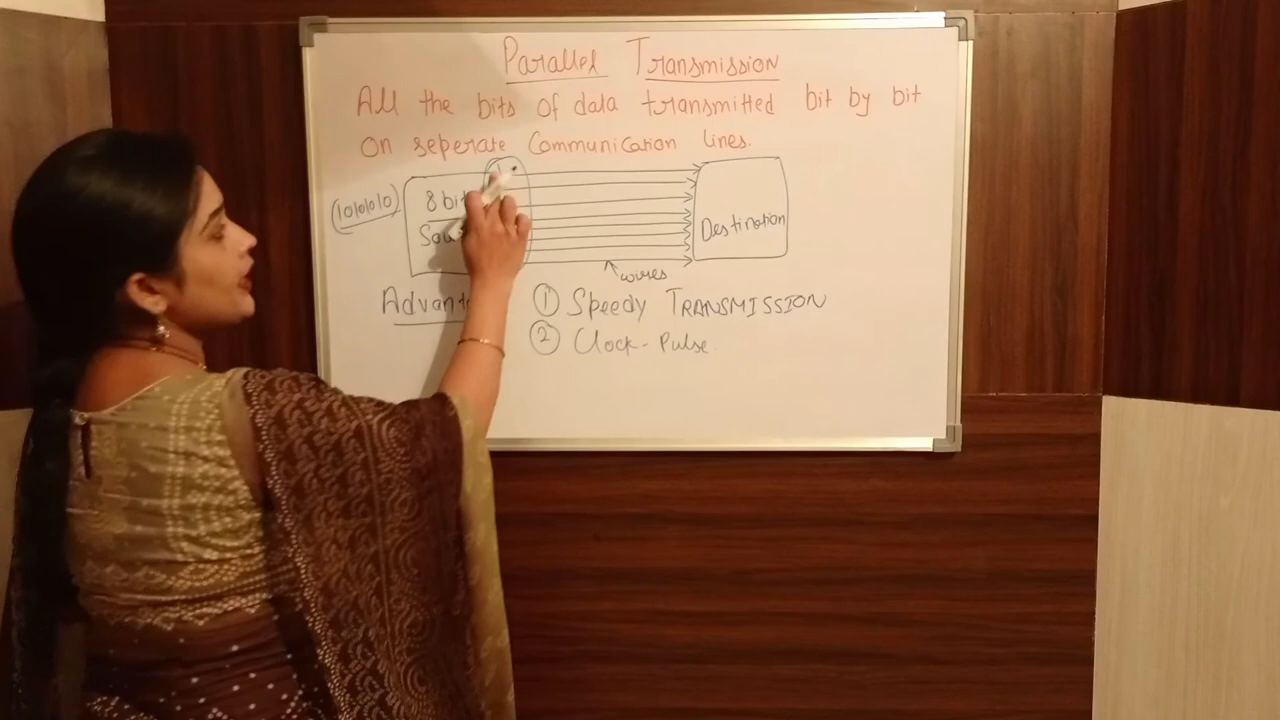 Parallel Transmission
All the bits of data transmitted bit by bit
on seperate Communication lines.
10101010
8 bit
Destination
wires
① Speedy TRANSMISSION
② Clock-Pulse